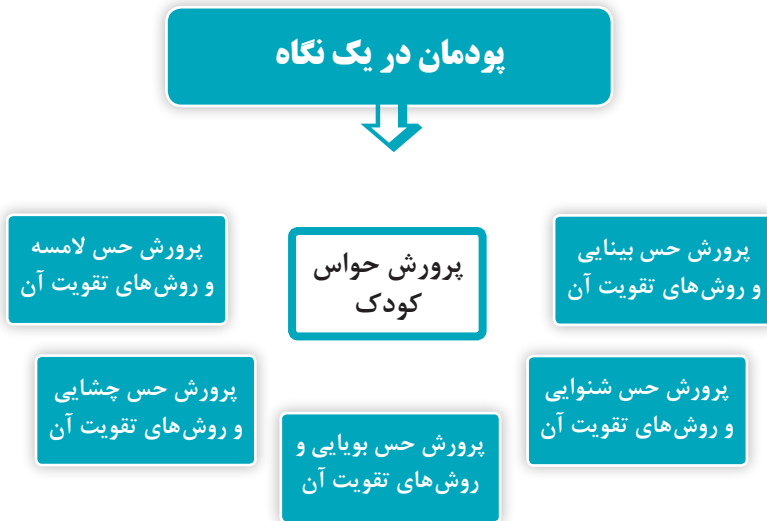 پودمان در یک نگاه
پرورش حواس
کودک
پرورش حس بینایی
و روش‌های تقویت آن
پرورش حس لامسه
و روش‌های تقویت آن
پرورش حس شنوایی
و روش‌های تقویت آن
پرورش حس چشایی
و روش‌های تقویت آن
پرورش حس بویایی و
روش‌های تقویت آن